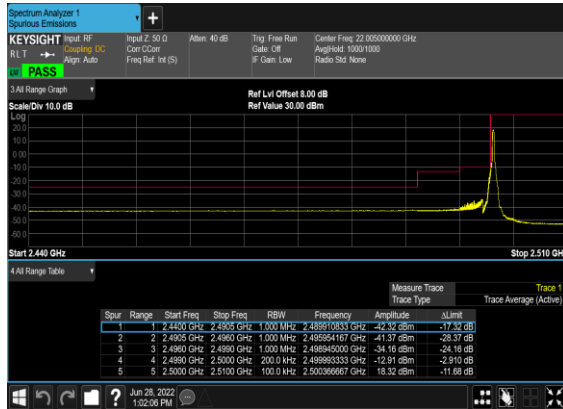 Spectrum Analyzer 1
Spurious Emissions
+
KEYSIGHT Input: RF Input Z: 50 Ω Atten: 40 dB Trig: Free Run Center Freq: 22.005000000 GHz
RLT Coupling: DC Corr CCorr Gate: Off Avg|Hold: 1000/1000
Align: Auto Freq Ref: Int (S) IF Gain: Low Radio Std: None
PASS
3 All Range Graph
Ref Lvl Offset 8.00 dB
Scale/Div 10.0 dB Ref Value 30.00 dBm
Log
20.0
10.0
0.00
-10.0
-20.0
-30.0
-40.0
-50.0
-60.0
Start 2.440 GHz Stop 2.510 GH
4 All Range Table
Measure Trace Trace 1
Trace Type Trace Average (Active)
Spur Range Start Freq Stop Freq RBW Frequency Amplitude ΔLimit
1 1 2.4400 GHz 2.4905 GHz 1.000 MHz 2.489910833 GHz -42.32 dBm -17.32 dB
2 2 2.4905 GHz 2.4960 GHz 1.000 MHz 2.495954167 GHz -41.37 dBm -28.37 dB
3 3 2.4960 GHz 2.4990 GHz 1.000 MHz 2.498945000 GHz -34.16 dBm -24.16 dB
4 4 2.4990 GHz 2.5000 GHz 200.0 kHz 2.499993333 GHz -12.91 dBm -2.910 dB
5 5 2.5000 GHz 2.5100 GHz 100.0 kHz 2.500366667 GHz 18.32 dBm -11.68 dB
? Jun 28, 2022
1:02:06 PM